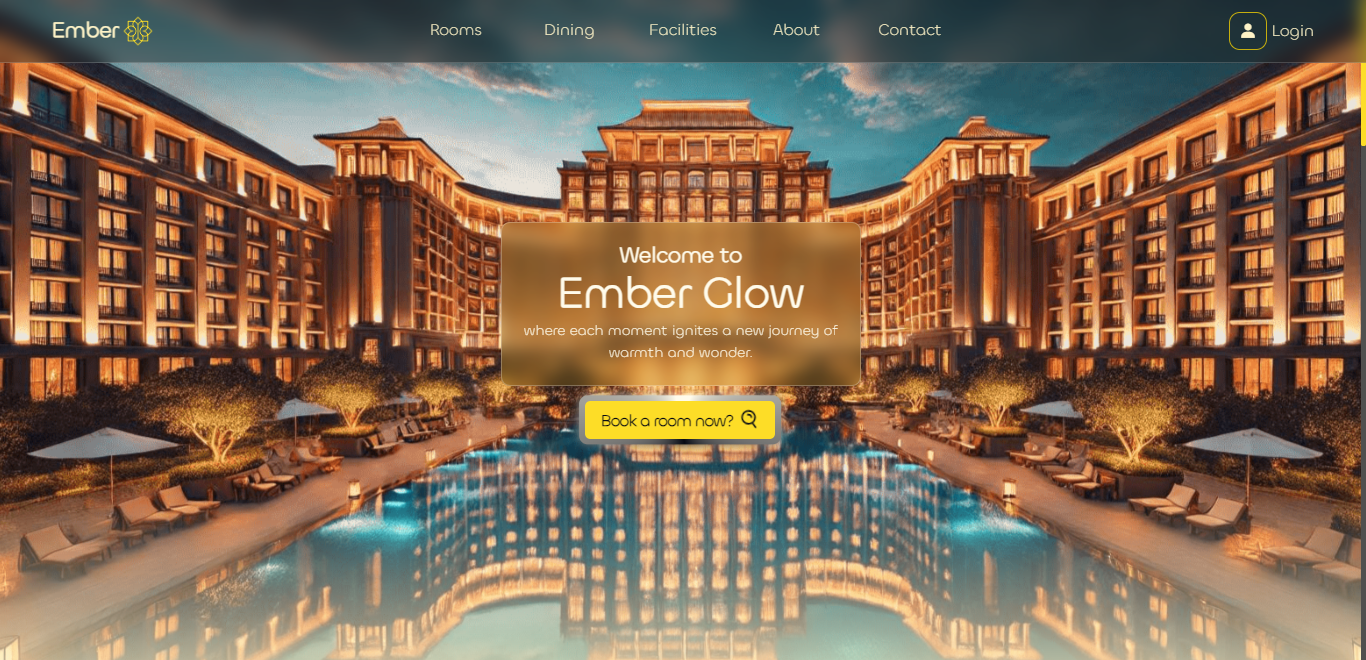 Ember
Rooms Dining Facilities About Contact
Login
Welcome to
Ember Glow
where each moment ignites a new journey of
warmth and wonder.
Book a room now?